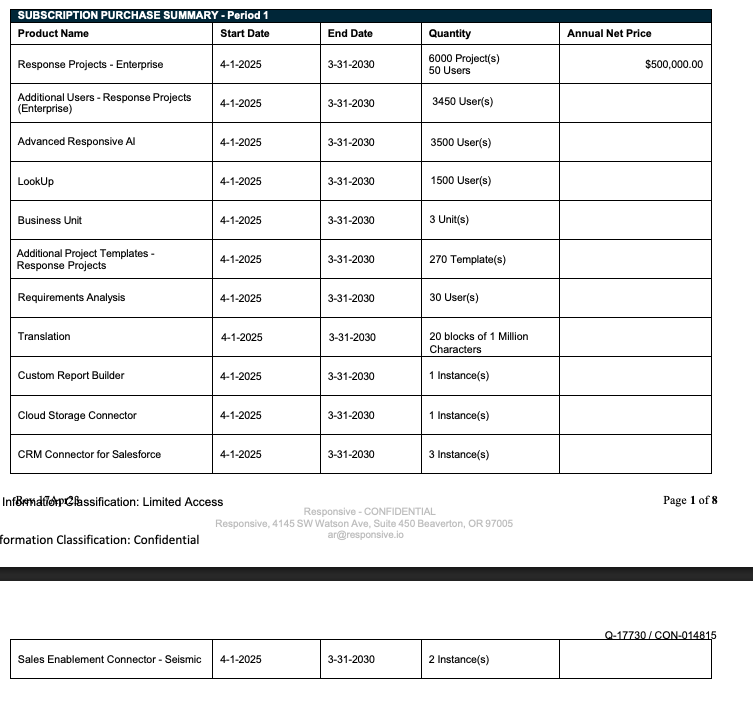 SUBSCRIPTION PURCHASE SUMMARY - Period 1
Product Name Start Date End Date Quantity Annual Net Price
Response Projects - Enterprise 4-1-2025 3-31-2030 6000 Project(s) $500,000.00
50 Users
Additional Users - Response Projects
(Enterprise) 4-1-2025 3-31-2030 3450 User(s)
Advanced Responsive AI 4-1-2025 3-31-2030 3500 User(s)
LookUp 4-1-2025 3-31-2030 1500 User(s)
Business Unit 4-1-2025 3-31-2030 3 Unit(s)
Additional Project Templates -
Response Projects 4-1-2025 3-31-2030 270 Template(s)
Requirements Analysis 4-1-2025 3-31-2030 30 User(s)
Translation 4-1-2025 3-31-2030 20 blocks of 1 Million
Characters
Custom Report Builder 4-1-2025 3-31-2030 1 Instance(s)
Cloud Storage Connector 4-1-2025 3-31-2030 1 Instance(s)
CRM Connector for Salesforce 4-1-2025 3-31-2030 3 Instance(s)
Information Classification: Limited Access Page 1 of 8
Responsive - CONFIDENTIAL
Responsive, 4145 SW Watson Ave, Suite 450 Beaverton, OR 97005
ar@responsive.io
formation Classification: Confidential
Q-17730 / CON-014815
Sales Enablement Connector - Seismic 4-1-2025 3-31-2030 2 Instance(s)